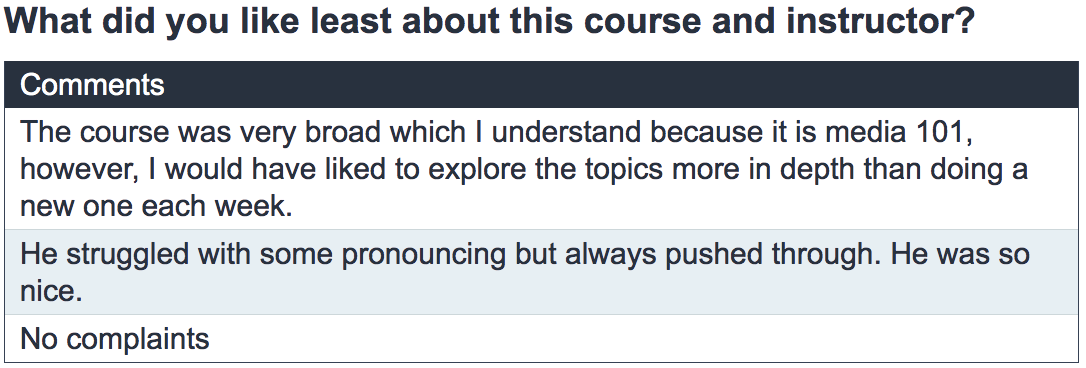 What did you like least about this course and instructor?
Comments
The course was very broad which I understand because it is media 101,
however, I would have liked to explore the topics more in depth than doing a
new one each week.
He struggled with some pronouncing but always pushed through. He was so
nice.
No complaints